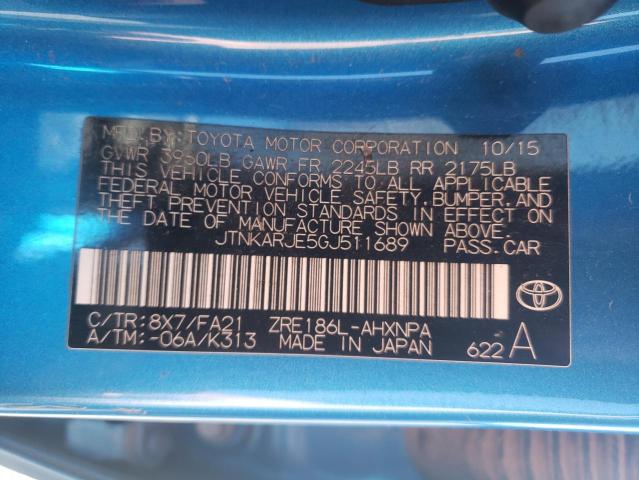 MFD. BY: TOYOTA MOTOR CORPORATION 10/15
GVWR 3950LB GAWR FR 2245LB RR 2175LB
THIS VEHICLE CONFORMS TO ALL APPLICABLE
FEDERAL MOTOR VEHICLE SAFETY, BUMPER, AND
THEFT PREVENTION STANDARDS IN EFFECT ON
THE DATE OF MANUFACTURE SHOWN ABOVE.
JTNKARJE5GJ511689 PASS.CAR
C/TR: 8X7/FA21 ZRE186L-AHXNPA
A/TM: -06A/K313 MADE IN JAPAN 622 A